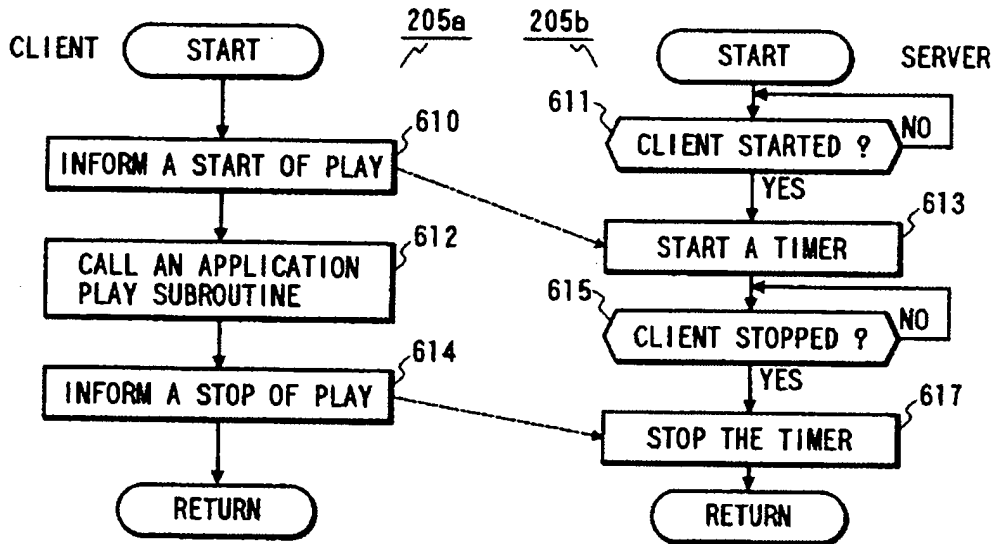 205a
205b
CLIENT
START
610
INFORM A START OF PLAY
612
CALL AN APPLICATION
PLAY SUBROUTINE
614
INFORM A STOP OF PLAY
RETURN
START
SERVER
611
CLIENT STARTED ?
NO
YES
613
START A TIMER
615
CLIENT STOPPED ?
NO
YES
617
STOP THE TIMER
RETURN